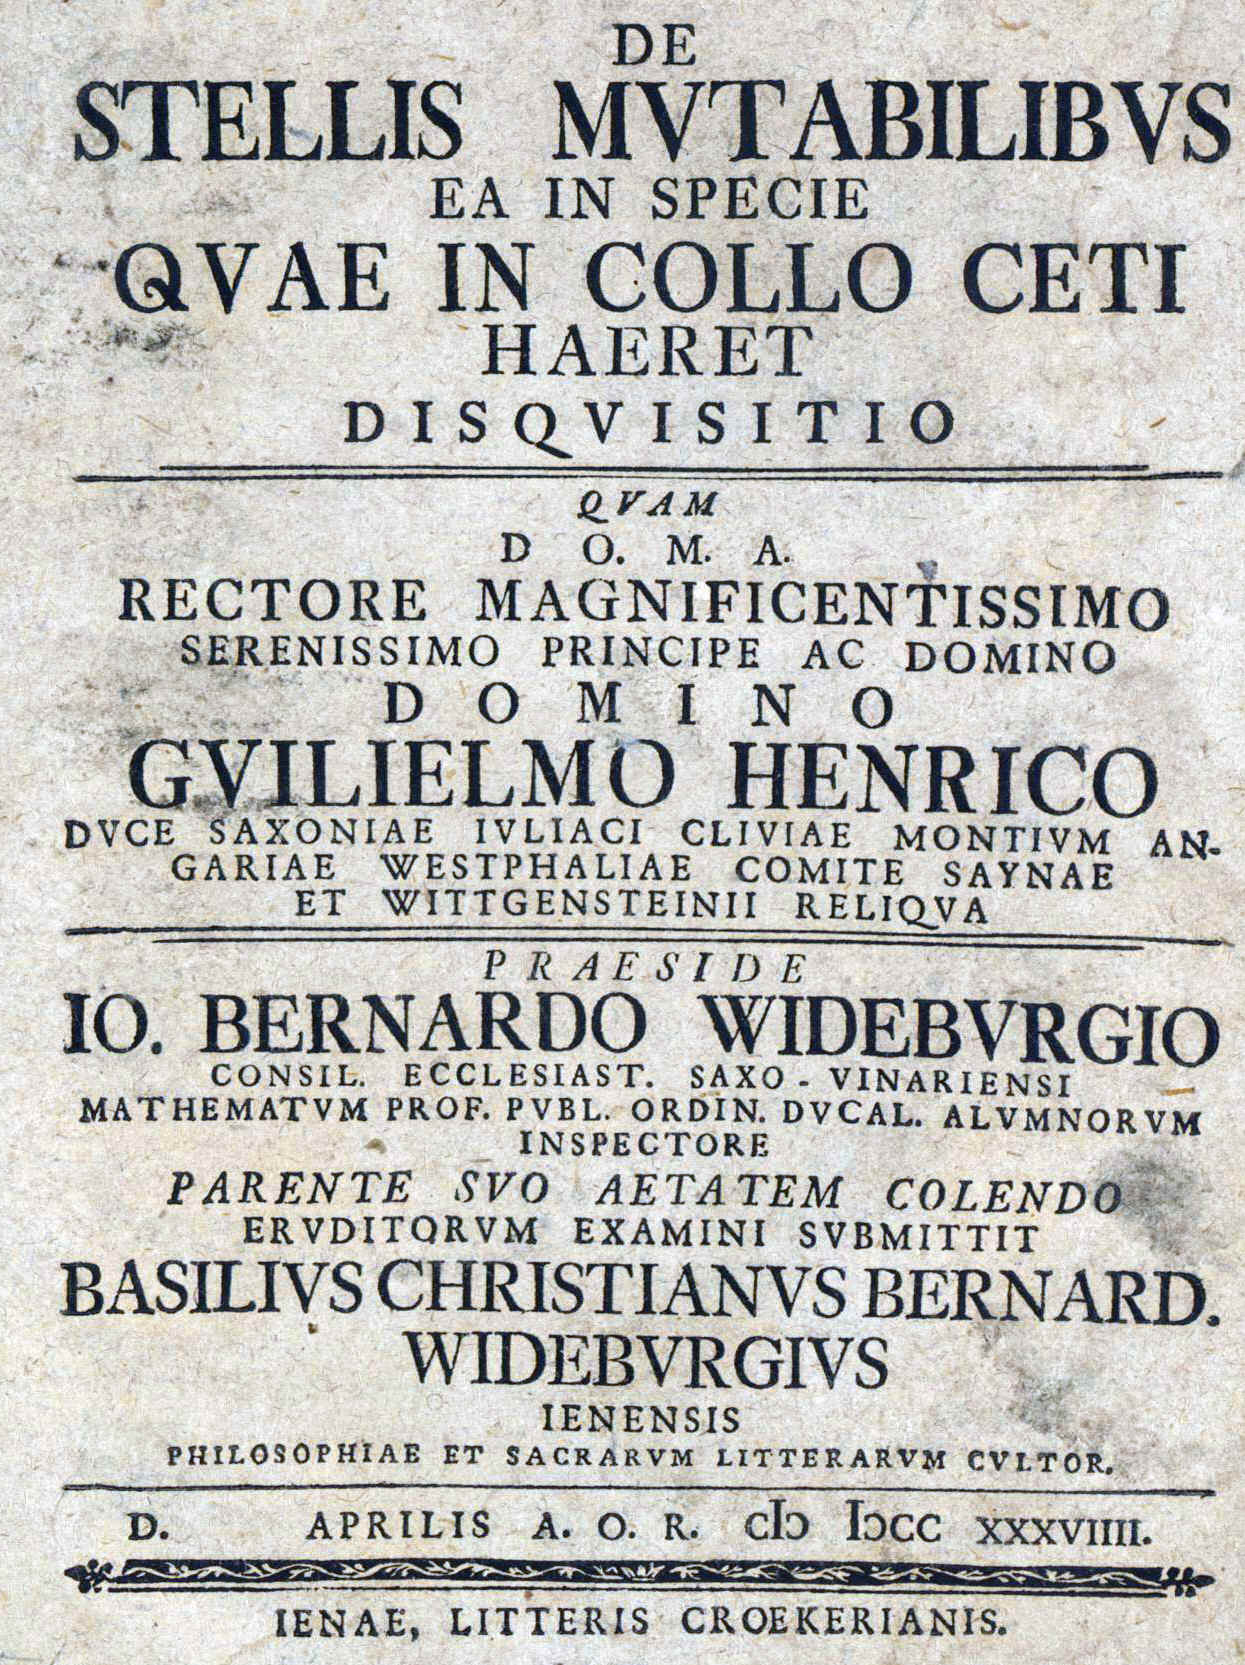 DE
STELLIS MVTABILIBVS
EA IN SPECIE
QVAE IN COLLO CETI
HAERET
DISQVISITIO
QVAM
D O. M. A.
RECTORE MAGNIFICENTISSIMO
SERENISSIMO PRINCIPE AC DOMINO
DOMINO
GVILIELMO HENRICO
DVCE SAXONIAE IVLIACI CLIVIAE MONTIVM AN-
GARIAE WESTPHALIAE COMITE SAYNAE
ET WITTGENSTEINII RELIQVA
PRAESIDE
IO. BERNARDO WIDEBVRGIO
CONSIL. ECCLESIAST. SAXO-VINARIENSI
MATHEMATVM PROF. PVBL. ORDIN. DVCAL. ALVMNORVM
INSPECTORE
PARENTE SVO AETATEM COLENDO
ERVDITORVM EXAMINI SVBMITTIT
BASILIVS CHRISTIANVS BERNARD.
WIDEBVRGIVS
IENENSIS
PHILOSOPHIAE ET SACRARVM LITTERARVM CVLTOR.
D. APRILIS A. O. R. cIↄ Iↄcc XXXVIIII.
IENAE, LITTERIS CROEKERIANIS.